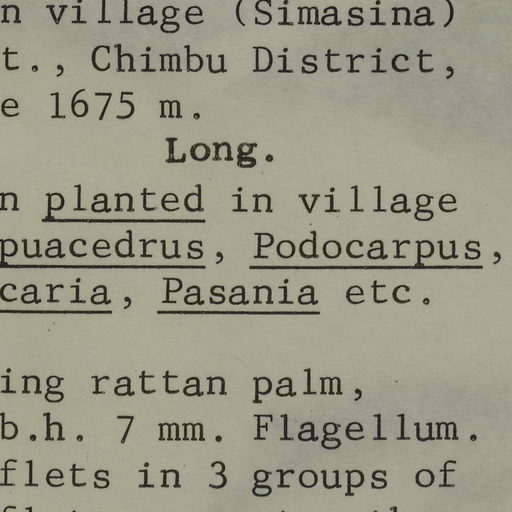 n village (Simasina)
t., Chimbu District,
e 1675 m.
Long.
n planted in village
puacedrus, Podocarpus,
caria, Pasania etc.
ing rattan palm,
b.h. 7 mm. Flagellum.
flets in 3 groups of